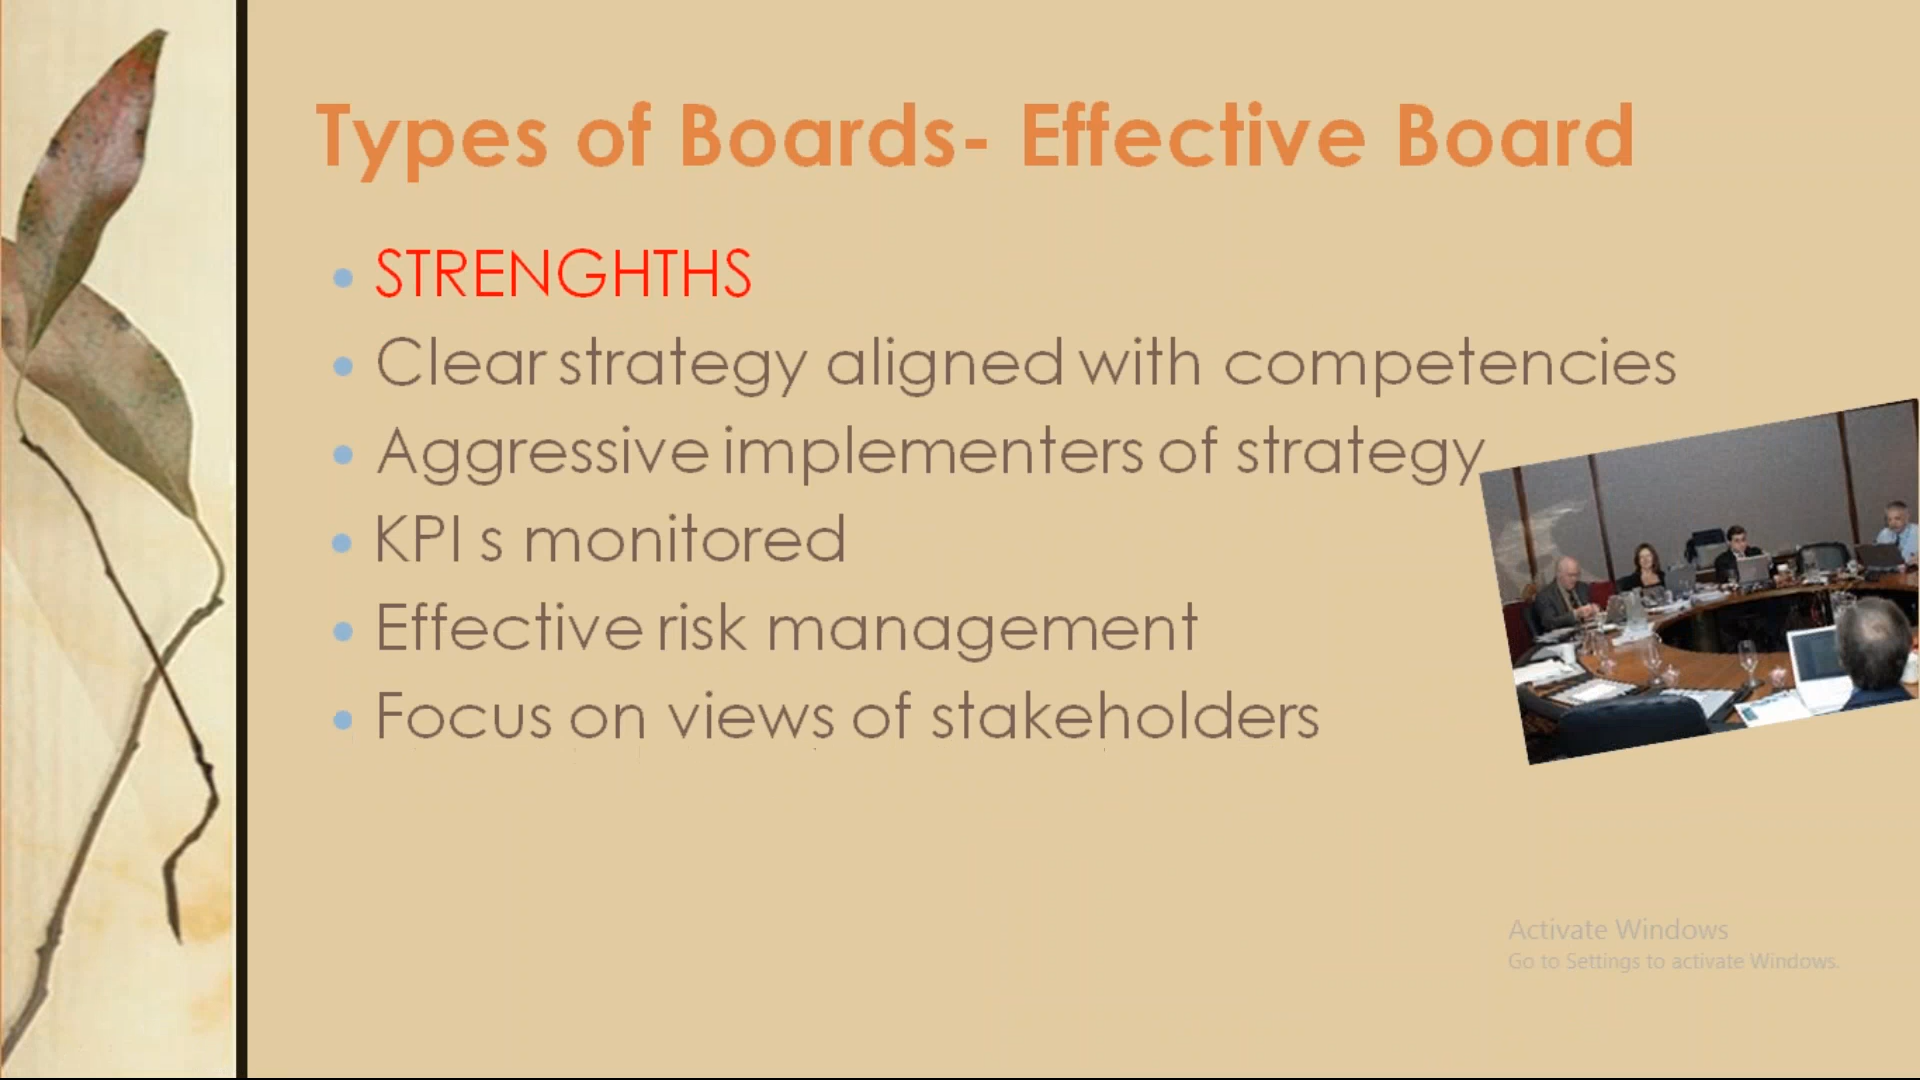 Types of Boards- Effective Board
STRENGHTHS
Clear strategy aligned with competencies
Aggressive implementers of strategy
KPI s monitored
Effective risk management
Focus on views of stakeholders
Activate Windows
Go to Settings to activate Windows.